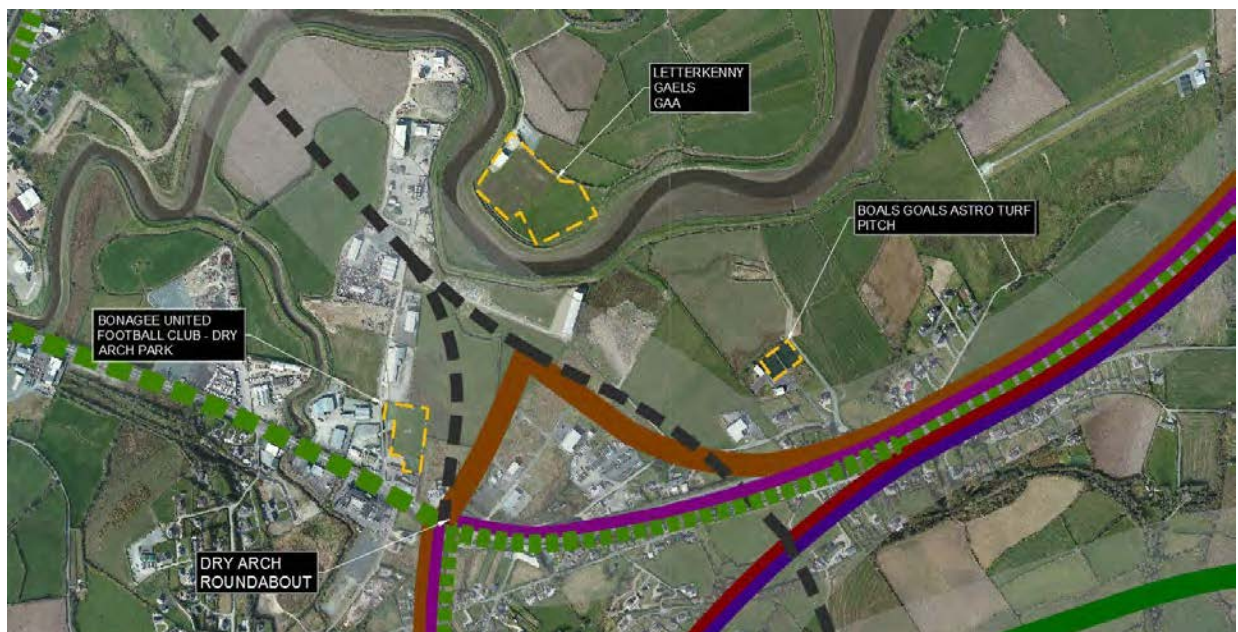 LETTERKENNY
GAELS
GAA
BOALS GOALS ASTRO TURF
PITCH
BONAGEE UNITED
FOOTBALL CLUB - DRY
ARCH PARK
DRY ARCH
ROUNDABOUT